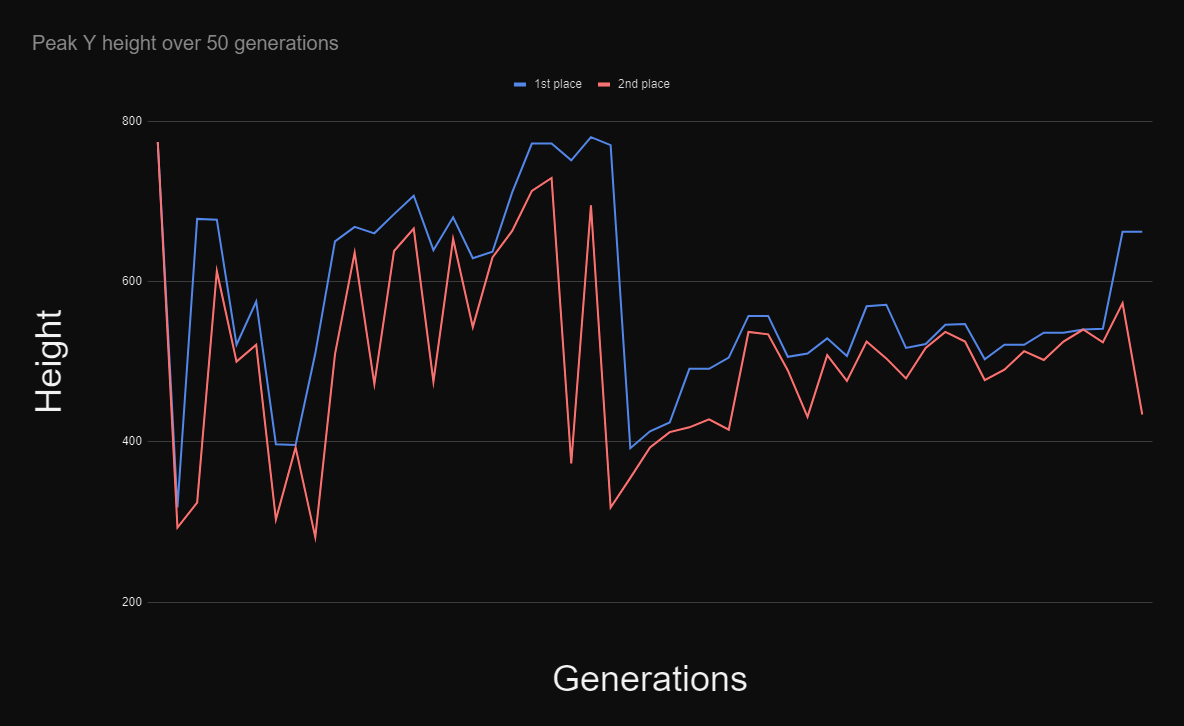 Peak Y height over 50 generations
1st place 2nd place
800
600
400
200
Height
Generations